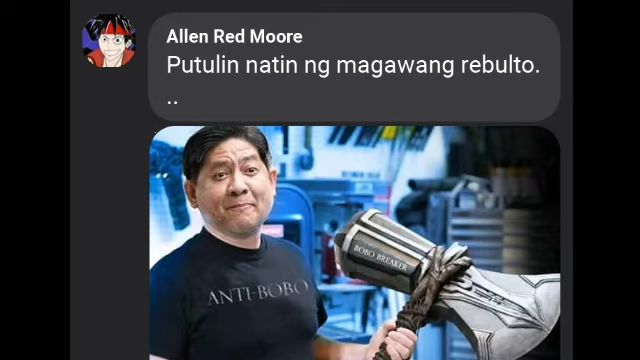 Allen Red Moore
Putulin natin ng magawang rebulto.
..
BOBO BREAKER
ANTI-BOBO